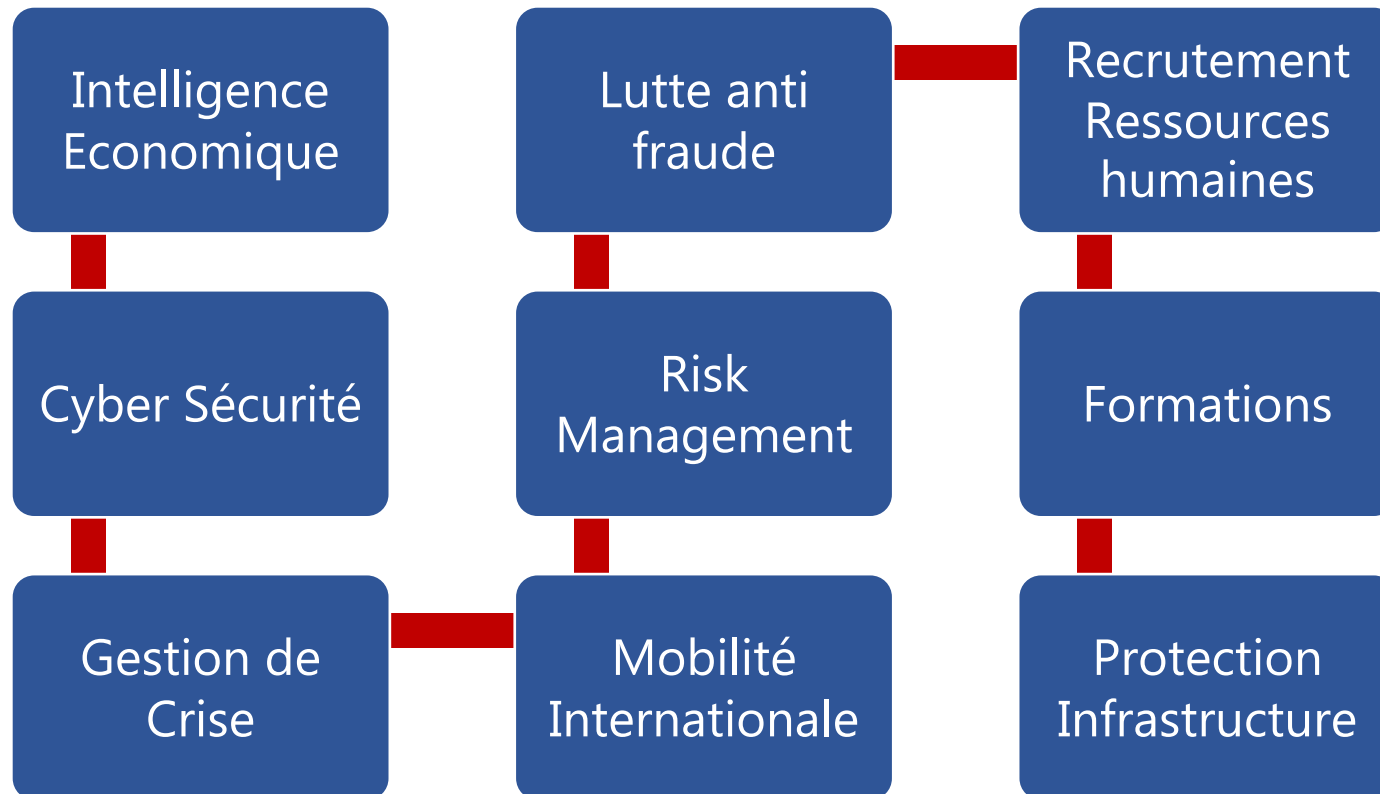 Intelligence
Economique
Cyber Sécurité
Gestion de
Crise
Mobilité
Internationale
Risk
Management
Lutte anti
fraude
Recrutement
Ressources
humaines
Formations
Protection
Infrastructure